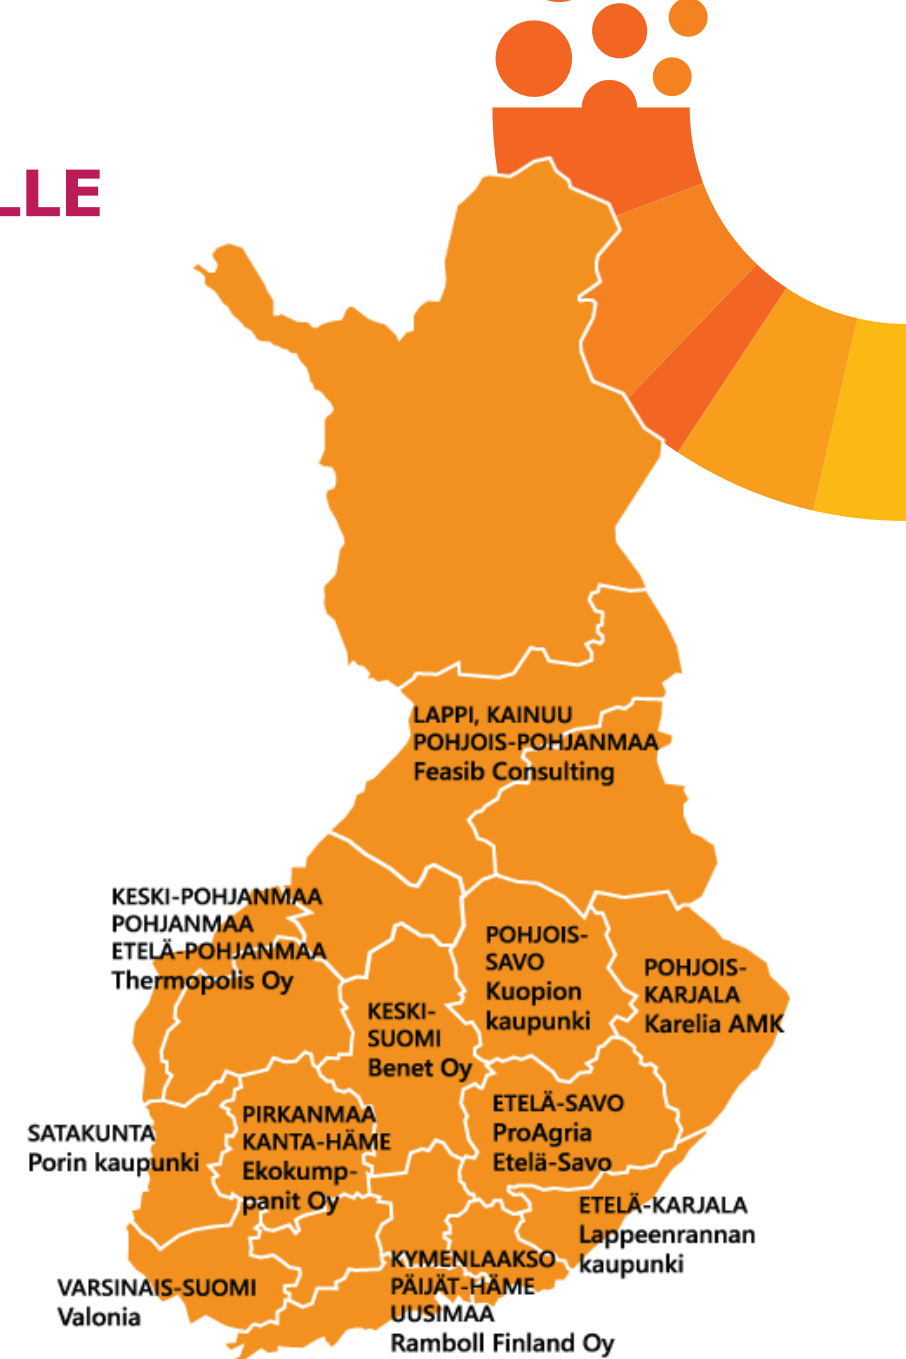 LLE
LAPPI, KAINUU
POHJOIS-POHJANMAA
Feasib Consulting
KESKI-POHJANMAA
POHJANMAA
ETELÄ-POHJANMAA
Thermopolis Oy
POHJOIS-
SAVO
Kuopion
kaupunki
POHJOIS-
KARJALA
Karelia AMK
KESKI-
SUOMI
Benet Oy
ETELÄ-SAVO
ProAgria
Etelä-Savo
PIRKANMAA
KANTA-HÄME
Ekokump-
panit Oy
SATAKUNTA
Porin kaupunki
ETELÄ-KARJALA
Lappeenrannan
kaupunki
KYMENLAAKSO
PÄIJÄT-HÄME
UUSIMAA
Ramboll Finland Oy
VARSINAIS-SUOMI
Valonia